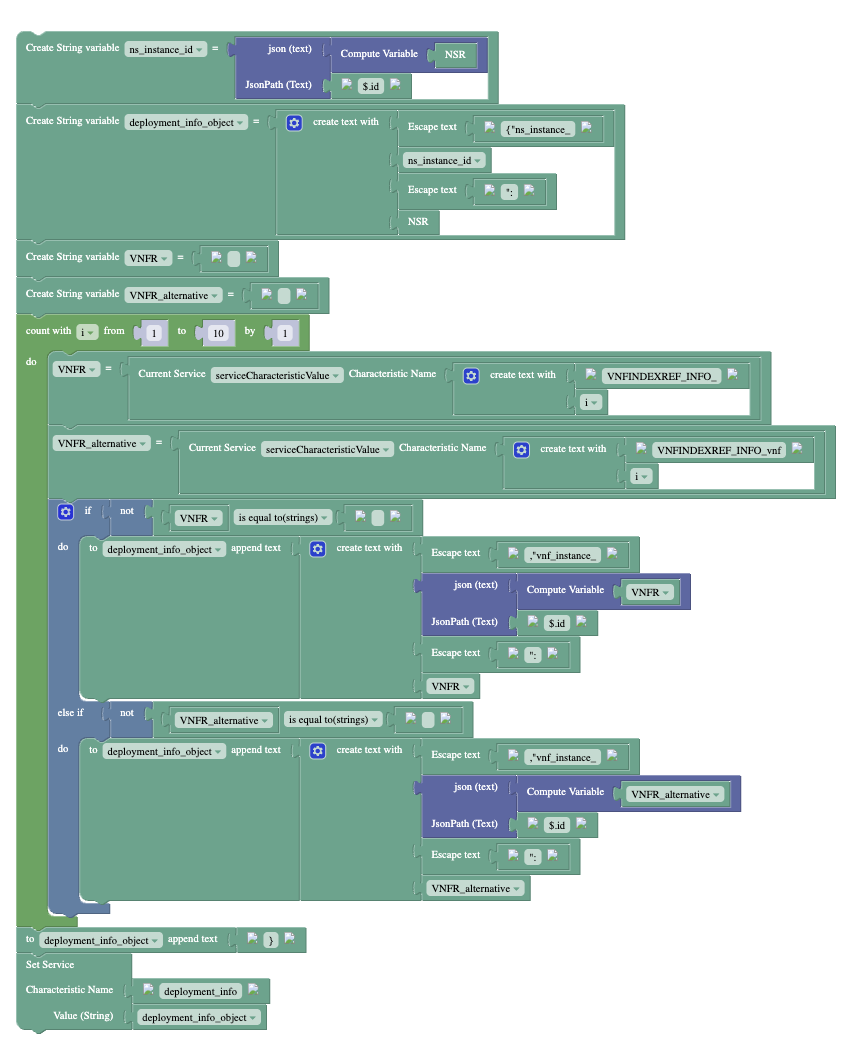 Create String variable ns_instance_id = json (text) Compute Variable NSR
JsonPath (Text) $.id
Create String variable deployment_info_object = create text with Escape text {"ns_instance_
ns_instance_id
Escape text ":
NSR
Create String variable VNFR =
Create String variable VNFR_alternative =
count with i from 1 to 10 by 1
do
VNFR = Current Service serviceCharacteristicValue Characteristic Name create text with VNFINDEXREF_INFO_
i
VNFR_alternative = Current Service serviceCharacteristicValue Characteristic Name create text with VNFINDEXREF_INFO_vnf
i
if not VNFR is equal to(strings)
do to deployment_info_object append text create text with Escape text ,"vnf_instance_
json (text) Compute Variable VNFR
JsonPath (Text) $.id
Escape text ":
VNFR
else if not VNFR_alternative is equal to(strings)
do to deployment_info_object append text create text with Escape text ,"vnf_instance_
json (text) Compute Variable VNFR_alternative
JsonPath (Text) $.id
Escape text ":
VNFR_alternative
to deployment_info_object append text }
Set Service
Characteristic Name deployment_info
Value (String) deployment_info_object